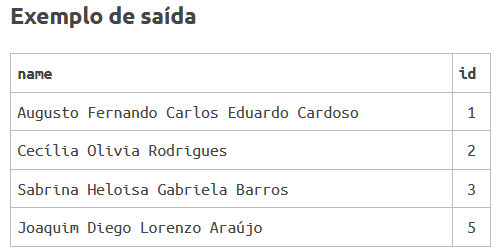 Exemplo de saída
name id
Augusto Fernando Carlos Eduardo Cardoso 1
Cecília Olivia Rodrigues 2
Sabrina Heloisa Gabriela Barros 3
Joaquim Diego Lorenzo Araújo 5